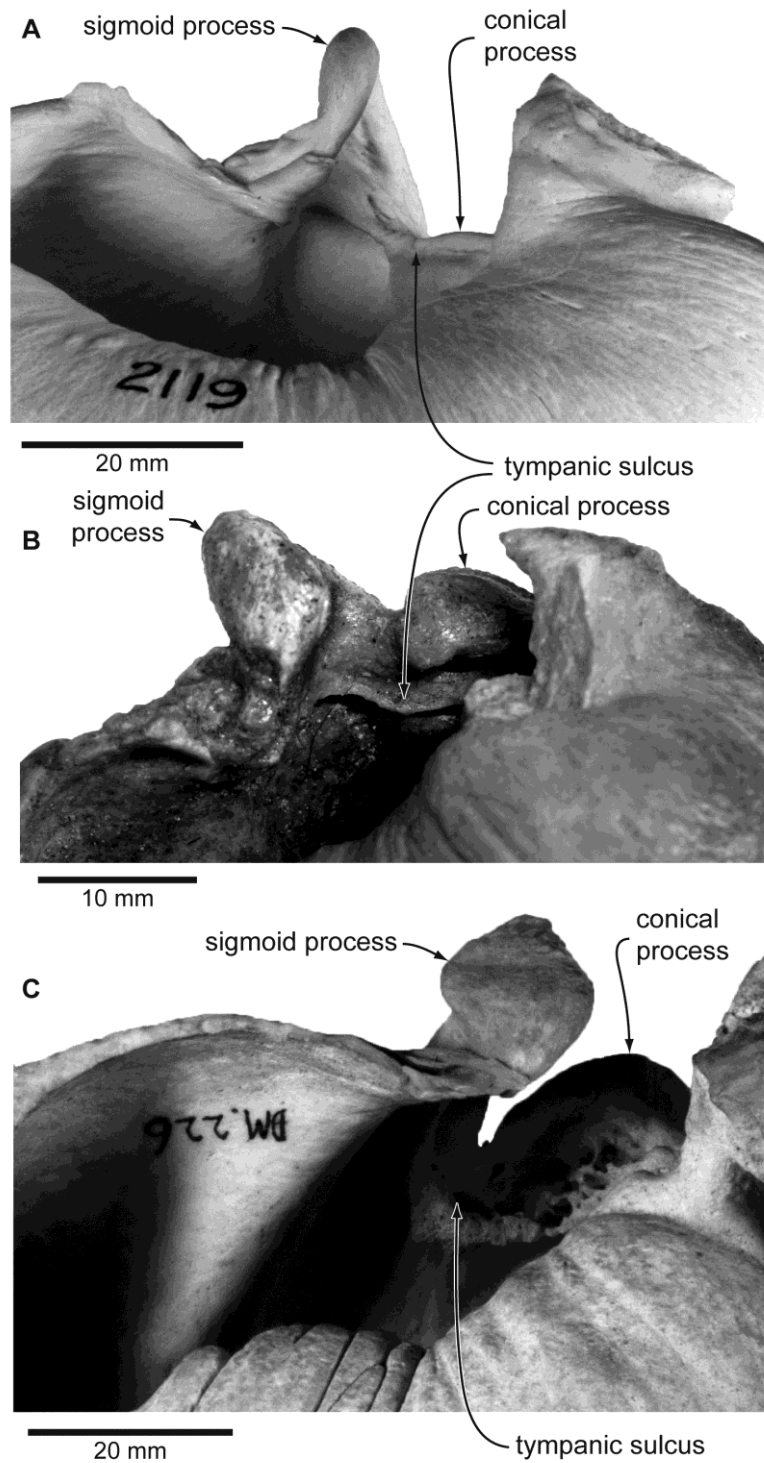 A
sigmoid process
conical
process
2119
20 mm
tympanic sulcus
sigmoid
process
conical process
B
10 mm
conical
process
sigmoid process
C
DM.226
20 mm
tympanic sulcus